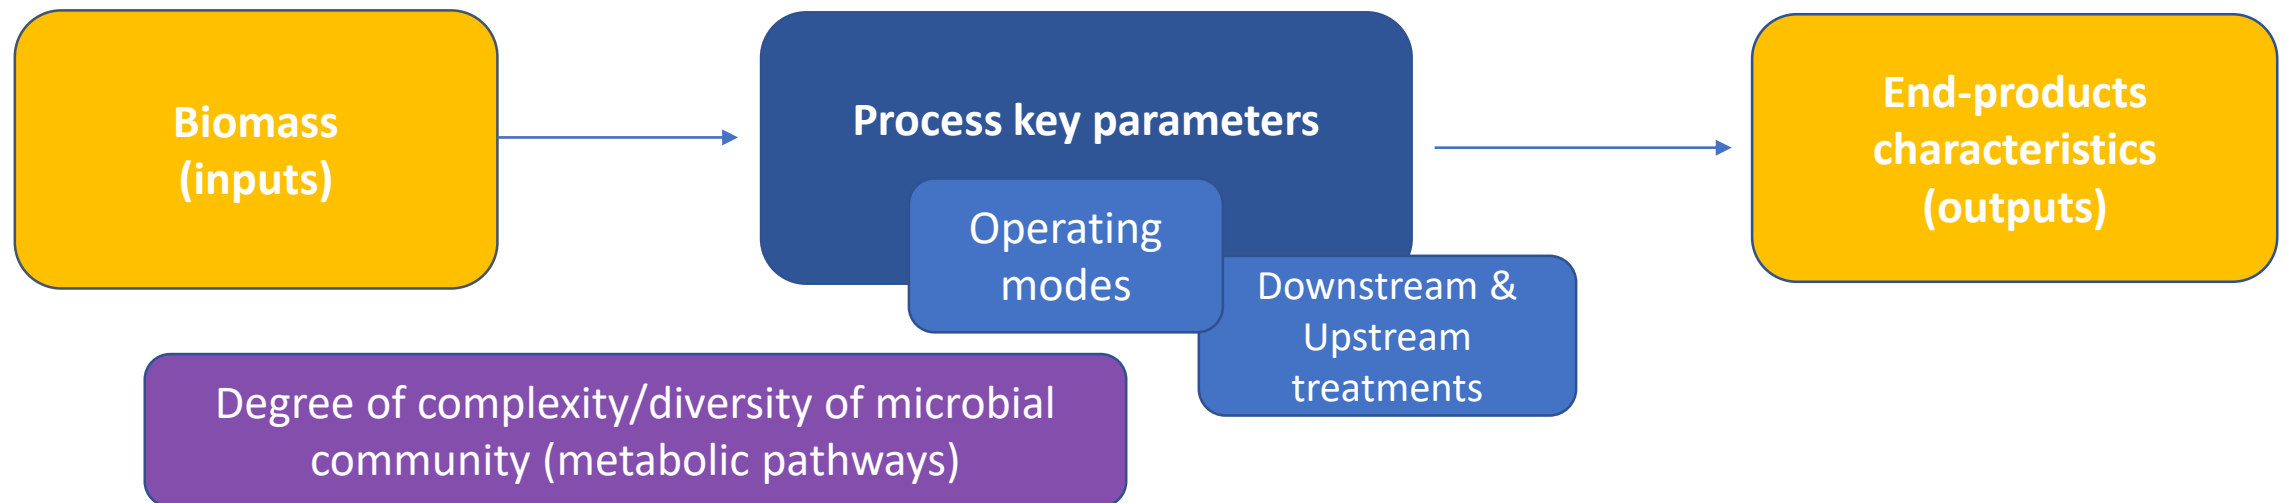 Biomass
(inputs)
Process key parameters
Operating
modes
Downstream &
Upstream
treatments
End-products
characteristics
(outputs)
Degree of complexity/diversity of microbial
community (metabolic pathways)